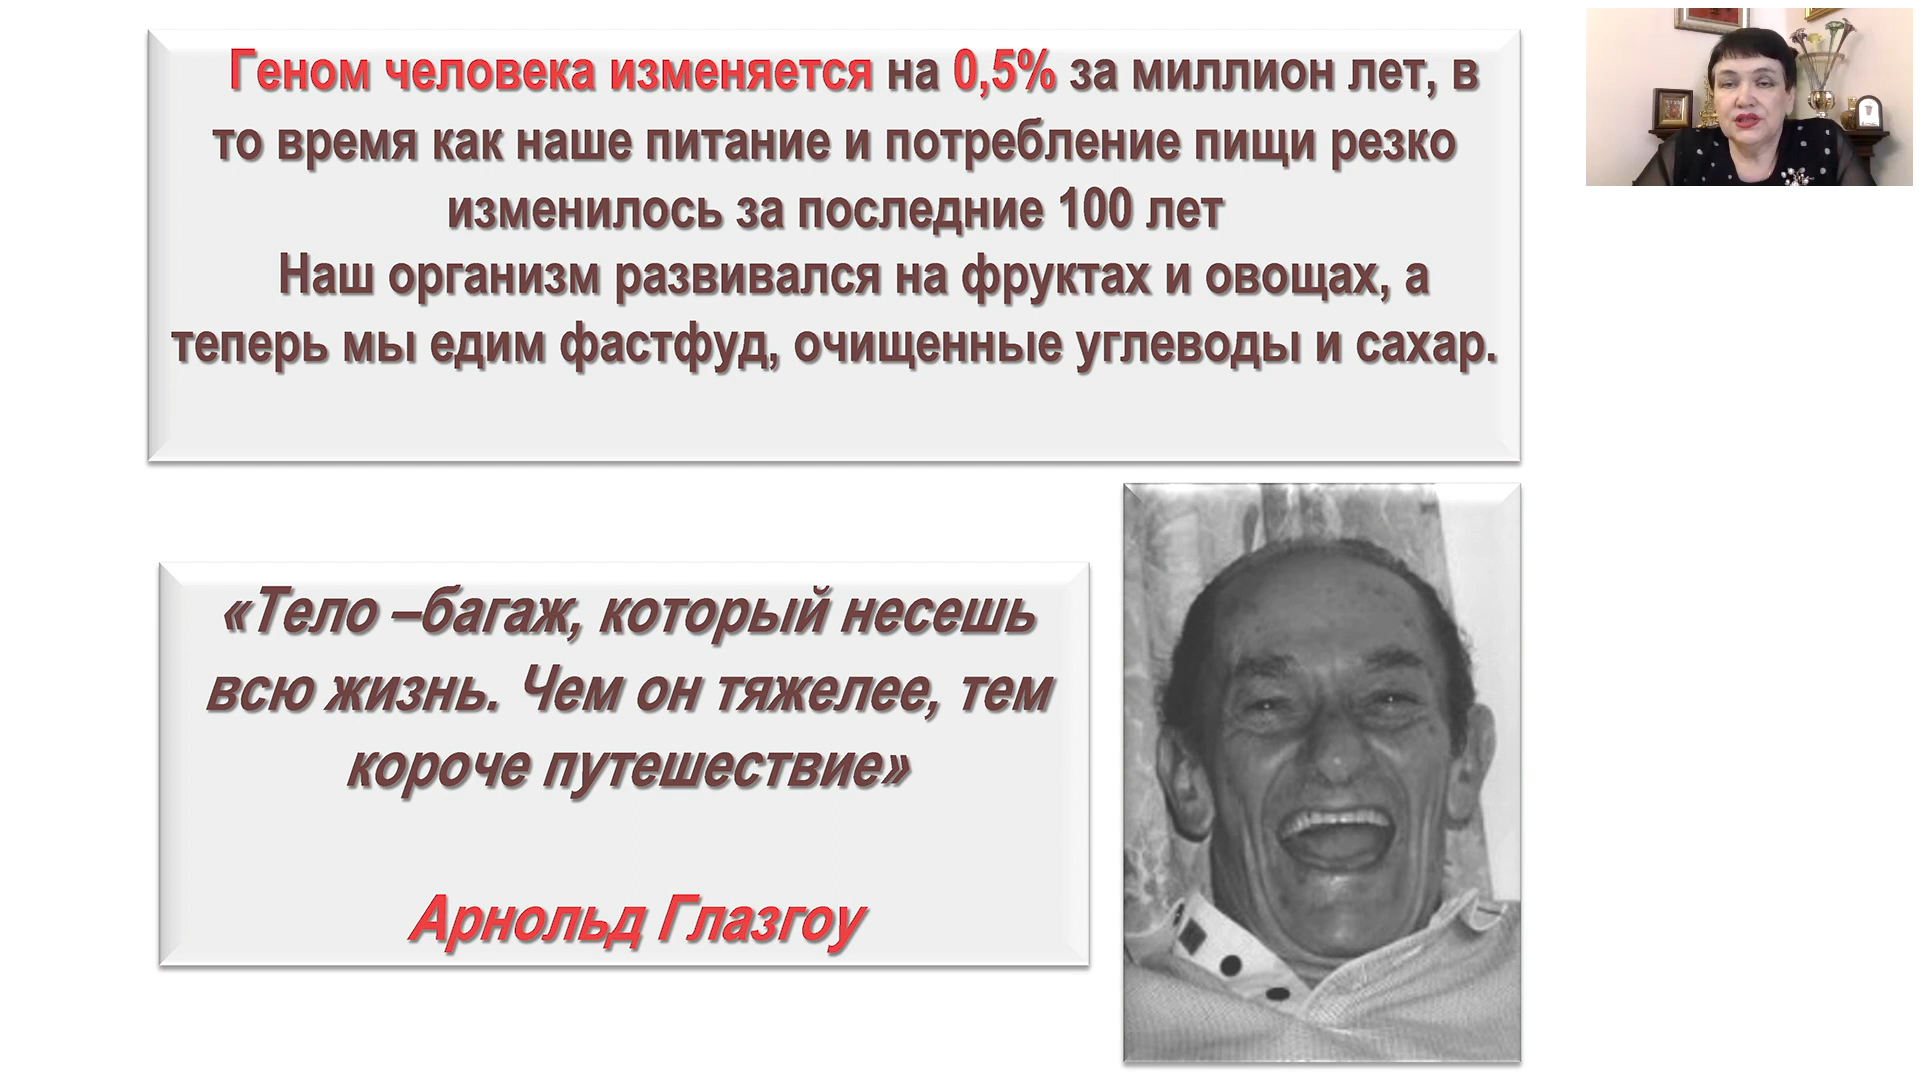 Геном человека изменяется на 0,5% за миллион лет, в
то время как наше питание и потребление пищи резко
изменилось за последние 100 лет
Наш организм развивался на фруктах и овощах, а
теперь мы едим фастфуд, очищенные углеводы и сахар.
«Тело –багаж, который несешь
всю жизнь. Чем он тяжелее, тем
короче путешествие»
Арнольд Глазгоу